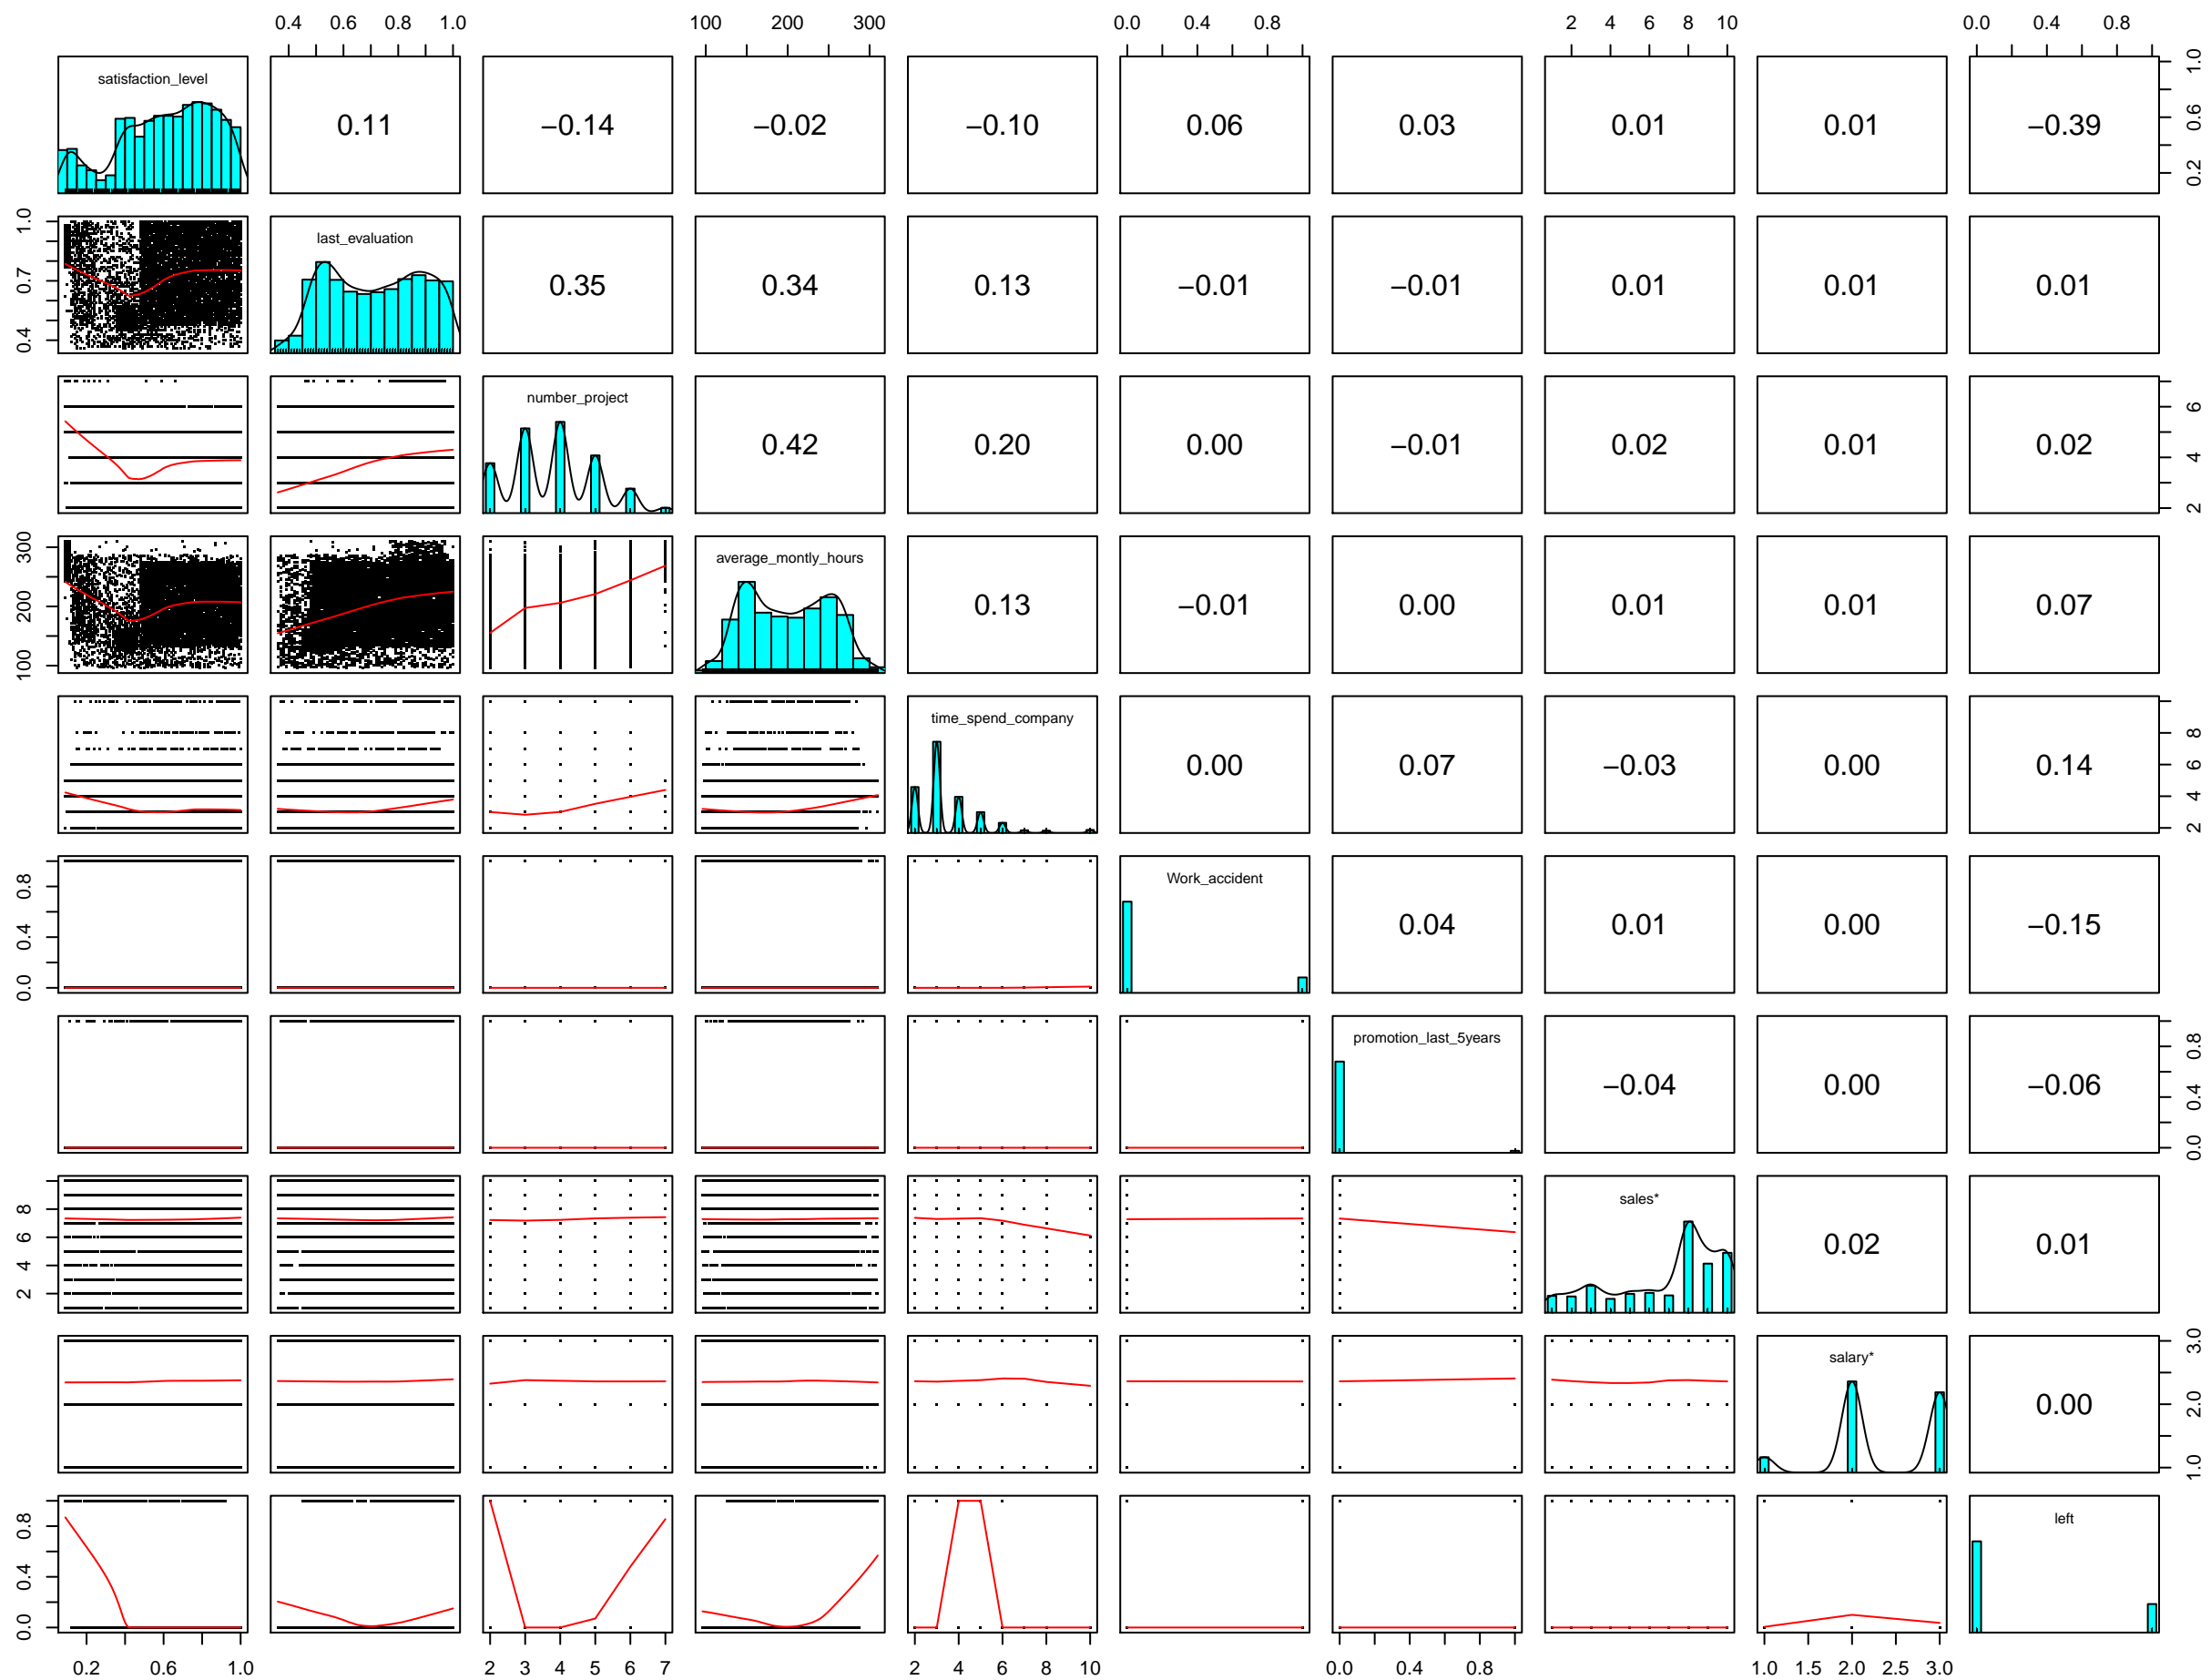 0.4 0.6 0.8 1.0 100 200 300 0.0 0.4 0.8 2 4 6 8 10 0.0 0.4 0.8
satisfaction_level
0.11 −0.14 −0.02 −0.10 0.06 0.03 0.01 0.01 −0.39
0.2 0.6 1.0
last_evaluation
0.35 0.34 0.13 −0.01 −0.01 0.01 0.01 0.01
0.4 0.7 1.0
number_project
0.42 0.20 0.00 −0.01 0.02 0.01 0.02
2 4 6
average_montly_hours
0.13 −0.01 0.00 0.01 0.01 0.07
100 200 300
time_spend_company
0.00 0.07 −0.03 0.00 0.14
2 4 6 8
Work_accident
0.04 0.01 0.00 −0.15
0.0 0.4 0.8
promotion_last_5years
−0.04 0.00 −0.06
0.0 0.4 0.8
sales*
0.02 0.01
2 4 6 8
salary*
0.00
1.0 2.0 3.0
left
0.0 0.4 0.8
0.2 0.6 1.0 2 3 4 5 6 7 2 4 6 8 10 0.0 0.4 0.8 1.0 1.5 2.0 2.5 3.0